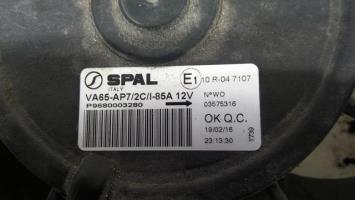 SPAL
ITALY
E1 10 R-04 7107
VA65-AP7/2C/I-85A 12V
P9680003280
N°WO
03575316
OK Q.C.
19/02/16
23:13:30
1739